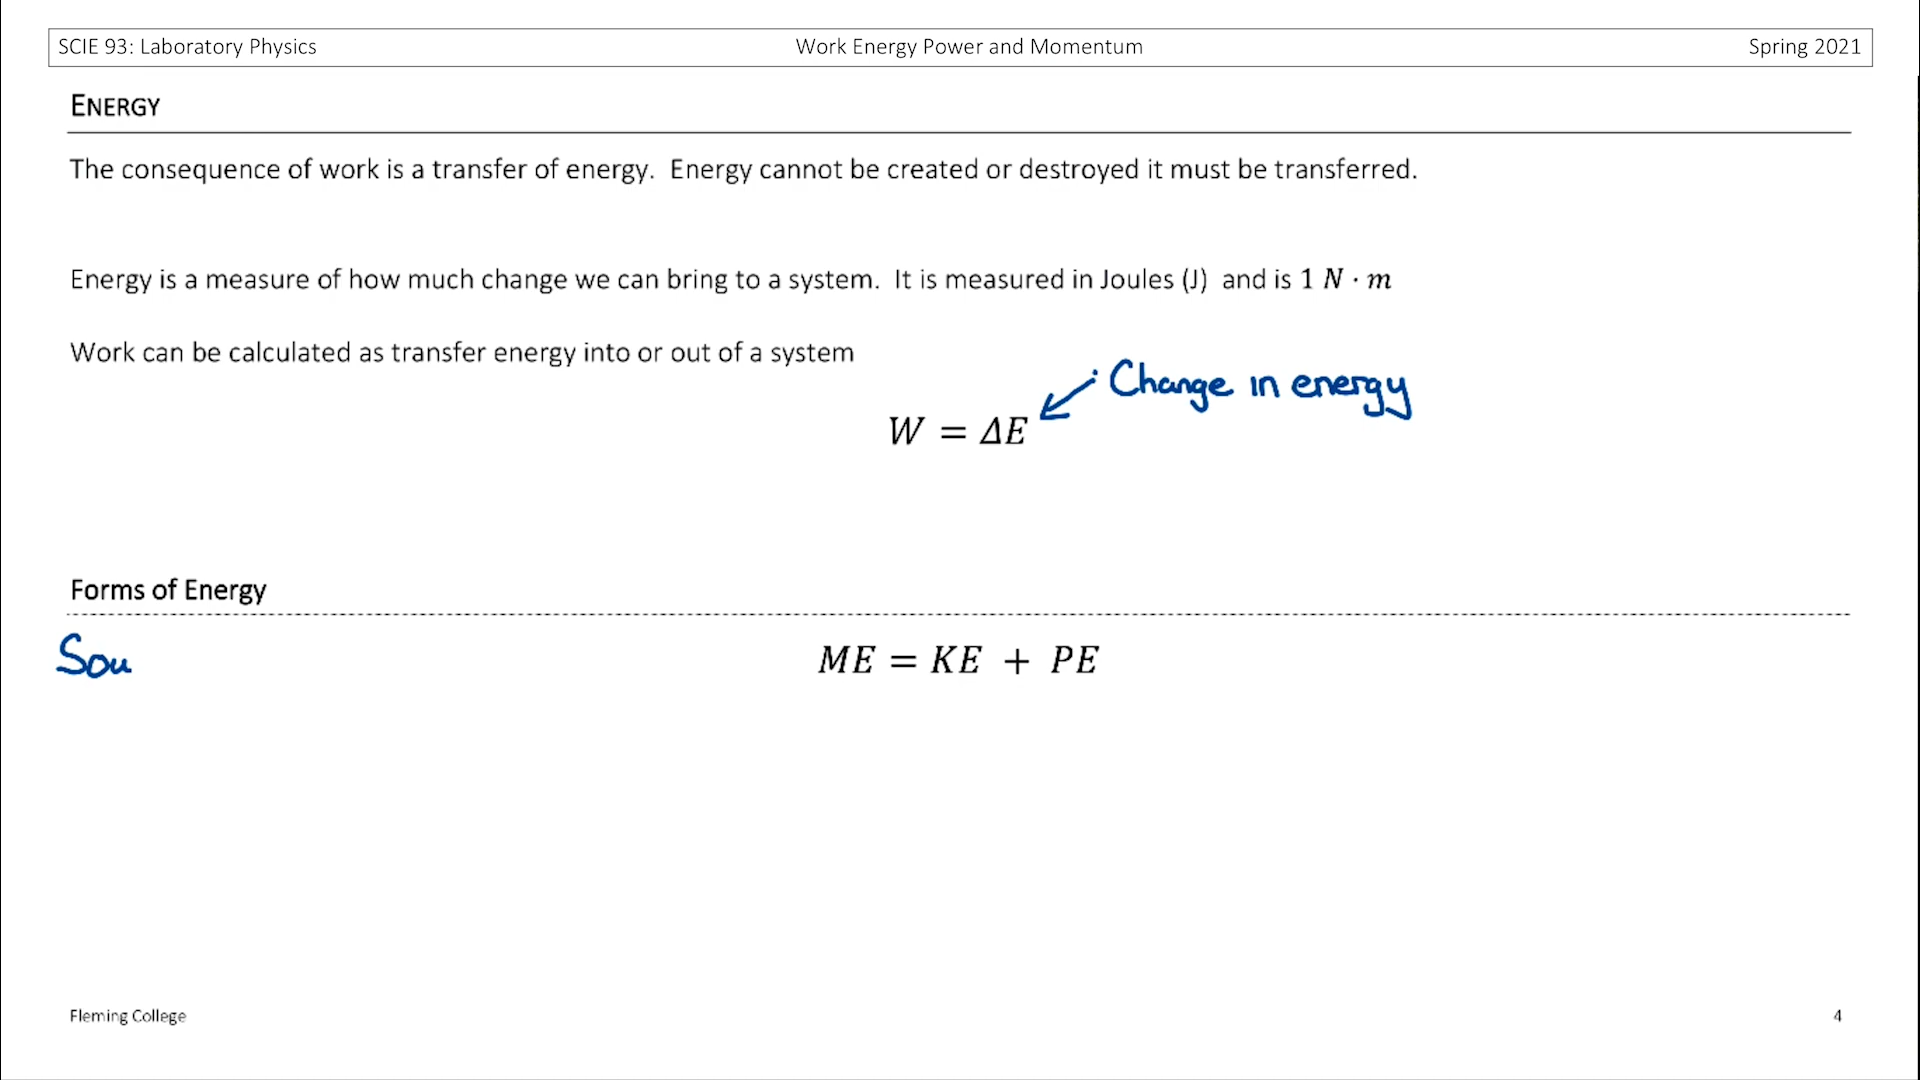 SCIE 93: Laboratory Physics Work Energy Power and Momentum Spring 2021
ENERGY
The consequence of work is a transfer of energy. Energy cannot be created or destroyed it must be transferred.
Energy is a measure of how much change we can bring to a system. It is measured in Joules (J) and is 1 N · m
Work can be calculated as transfer energy into or out of a system
Change in energy
W = ΔE
Forms of Energy
Sou
ME = KE + PE
Fleming College 4